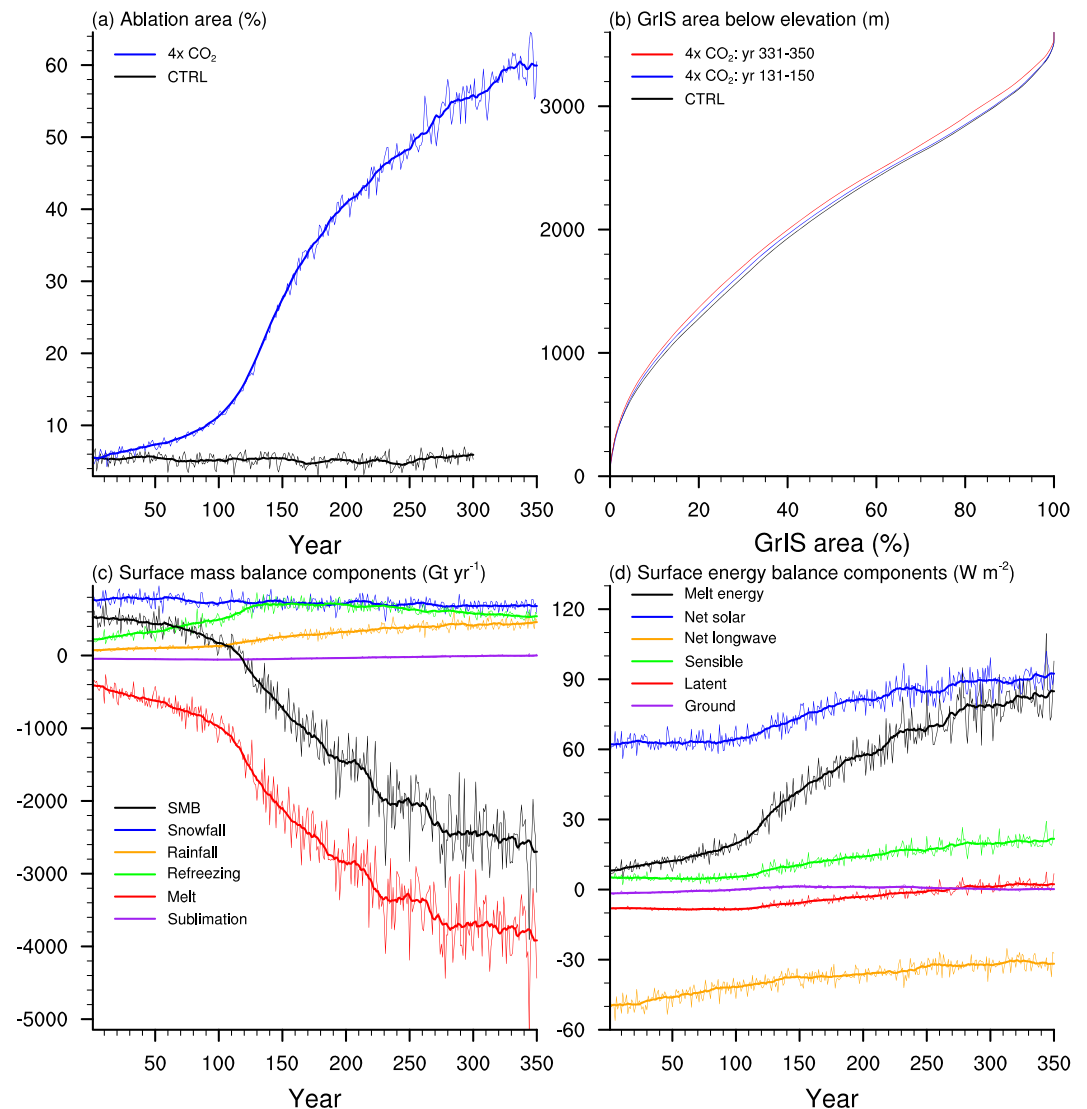 (a) Ablation area (%)
4x CO₂
CTRL
60
50
40
30
20
10
50 100 150 200 250 300 350
Year
(b) GrIS area below elevation (m)
4x CO₂: yr 331-350
4x CO₂: yr 131-150
CTRL
3000
2000
1000
0
0 20 40 60 80 100
GrIS area (%)
(c) Surface mass balance components (Gt yr⁻¹)
0
-1000
-2000
-3000
-4000
-5000
SMB
Snowfall
Rainfall
Refreezing
Melt
Sublimation
50 100 150 200 250 300 350
Year
(d) Surface energy balance components (W m⁻²)
Melt energy
Net solar
Net longwave
Sensible
Latent
Ground
120
90
60
30
0
-30
-60
50 100 150 200 250 300 350
Year